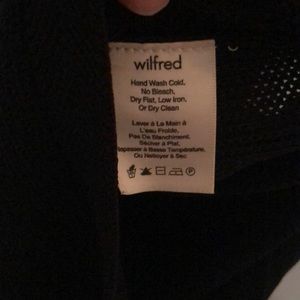 wilfred
Hand Wash Cold,
No Bleach,
Dry Flat, Low Iron,
Or Dry Clean
Laver à La Main à
L'eau Froide,
Pas De Blanchiment,
Sécher à Plat,
Repasser à Basse Température,
Ou Nettoyer à Sec